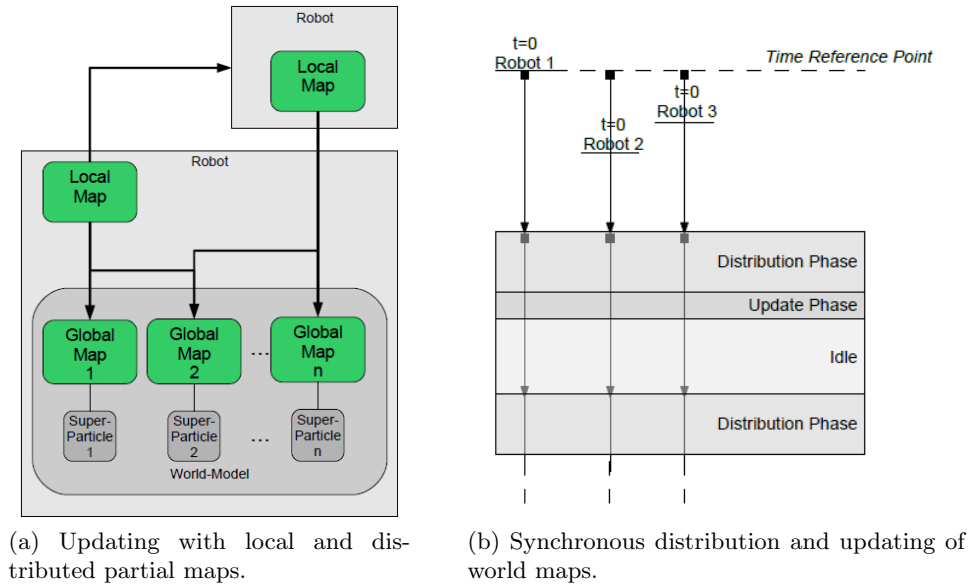 Robot
Local
Map
Robot
Local
Map
Global
Map
1
Global
Map
2
...
Global
Map
n
Super-
Particle
1
Super-
Particle
2
...
Super-
Particle
n
World-Model
(a) Updating with local and dis-
tributed partial maps.
t=0
Robot 1
Time Reference Point
t=0
Robot 3
t=0
Robot 2
Distribution Phase
Update Phase
Idle
Distribution Phase
(b) Synchronous distribution and updating of
world maps.